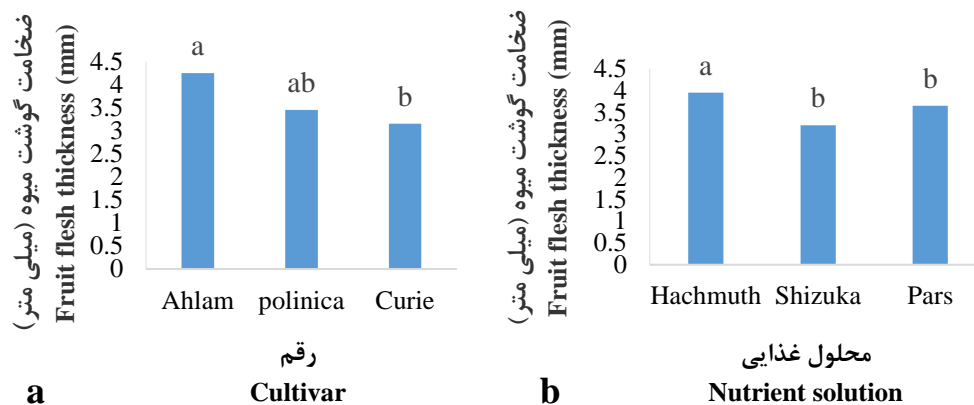 ضخامت گوشت میوه (میلی متر)
Fruit flesh thickness (mm)
4.5
4
3.5
3
2.5
2
1.5
1
0.5
0
a
ab
b
Ahlam
polinica
Curie
رقم
Cultivar
a
ضخامت گوشت میوه (میلی متر)
Fruit flesh thickness (mm)
4.5
4
3.5
3
2.5
2
1.5
1
0.5
0
a
b
b
Hachmuth
Shizuka
Pars
محلول غذایی
Nutrient solution
b